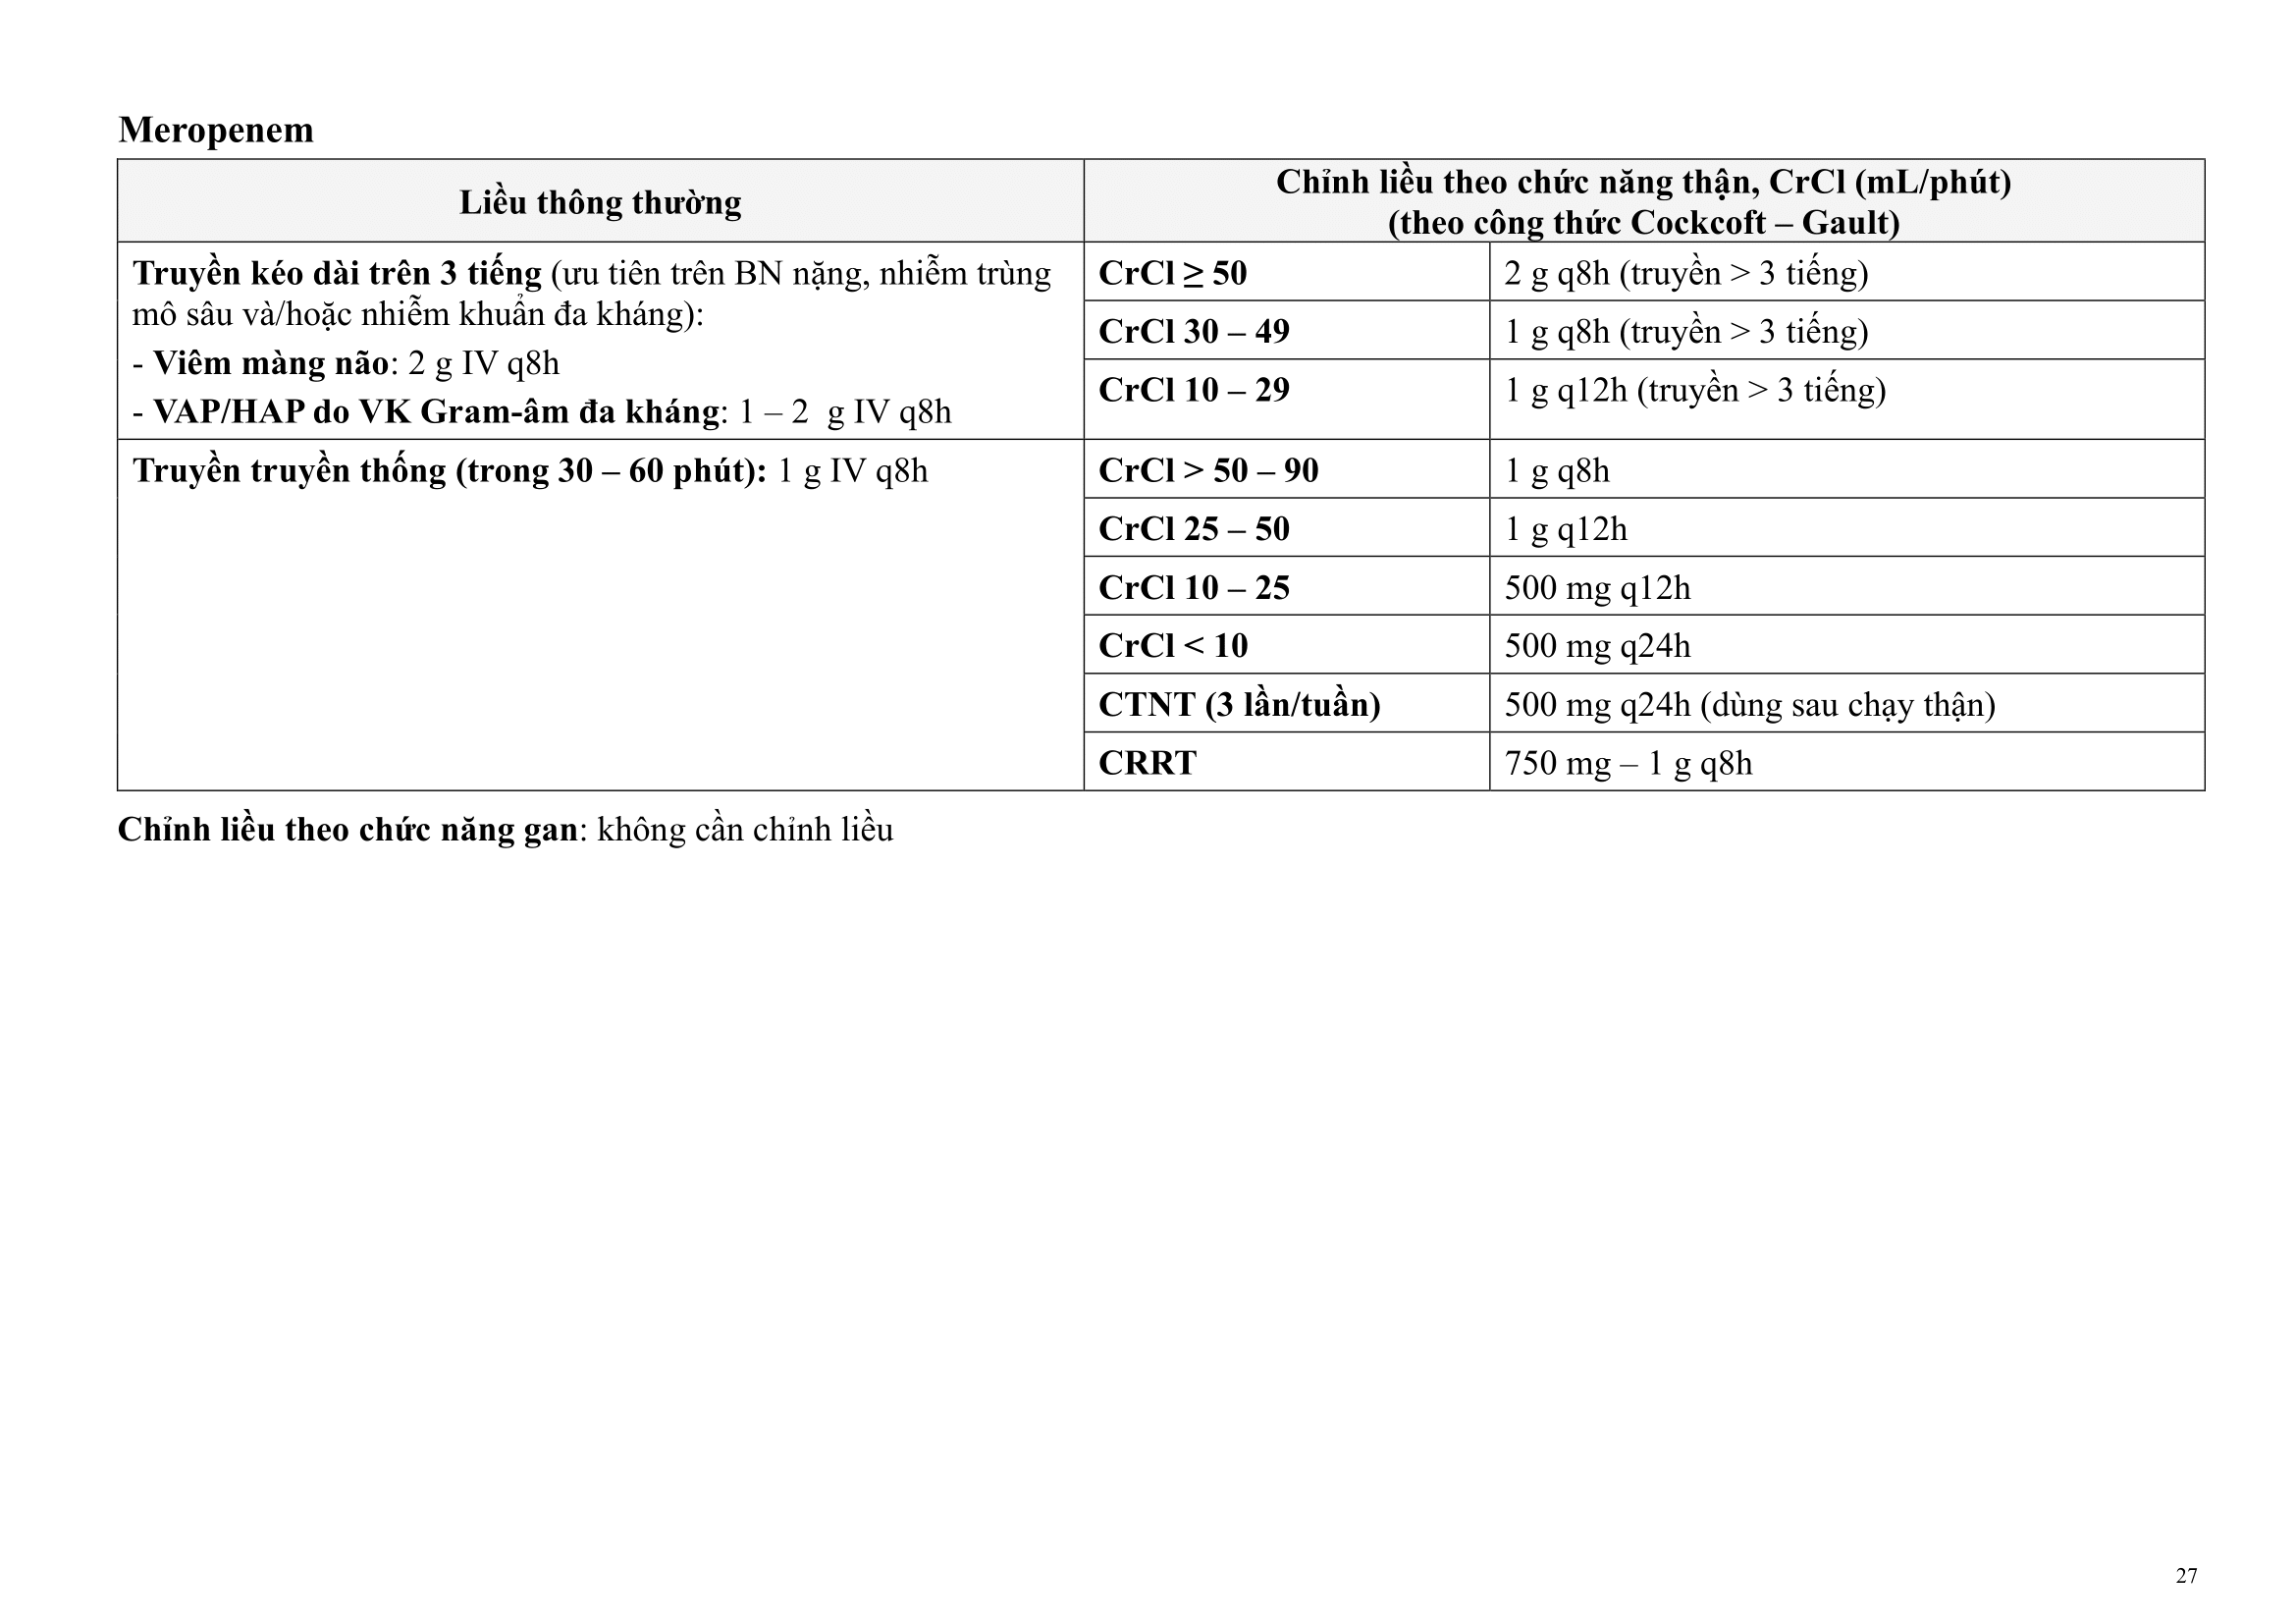 Meropenem
Liều thông thường
Chỉnh liều theo chức năng thận, CrCl (mL/phút)
(theo công thức Cockcoft – Gault)
Truyền kéo dài trên 3 tiếng (ưu tiên trên BN nặng, nhiễm trùng
mô sâu và/hoặc nhiễm khuẩn đa kháng):
- Viêm màng não: 2 g IV q8h
- VAP/HAP do VK Gram-âm đa kháng: 1 – 2 g IV q8h
CrCl ≥ 50
2 g q8h (truyền > 3 tiếng)
CrCl 30 – 49
1 g q8h (truyền > 3 tiếng)
CrCl 10 – 29
1 g q12h (truyền > 3 tiếng)
Truyền truyền thống (trong 30 – 60 phút): 1 g IV q8h
CrCl > 50 – 90
1 g q8h
CrCl 25 – 50
1 g q12h
CrCl 10 – 25
500 mg q12h
CrCl < 10
500 mg q24h
CTNT (3 lần/tuần)
500 mg q24h (dùng sau chạy thận)
CRRT
750 mg – 1 g q8h
Chỉnh liều theo chức năng gan: không cần chỉnh liều
27